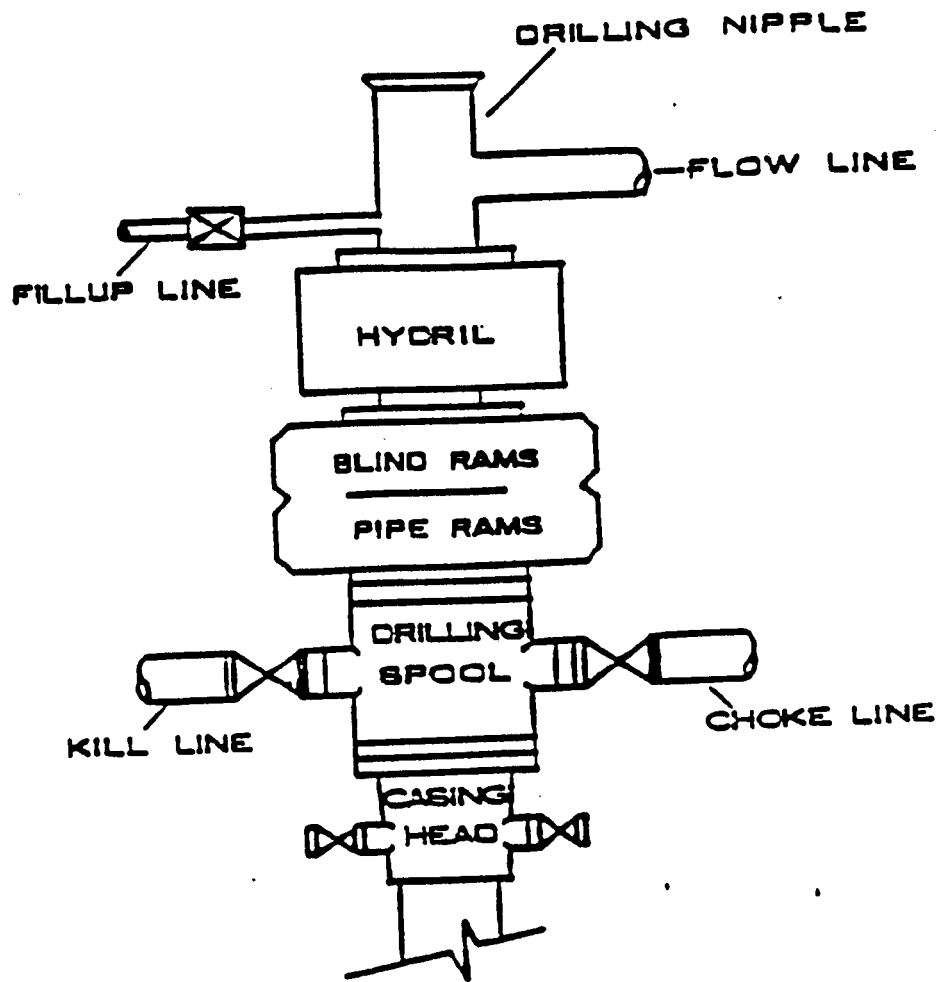 DRILLING NIPPLE
FLOW LINE
FILLUP LINE
HYDRIL
BLIND RAMS
PIPE RAMS
DRILLING
SPOOL
KILL LINE
CHOKE LINE
CASING
HEAD